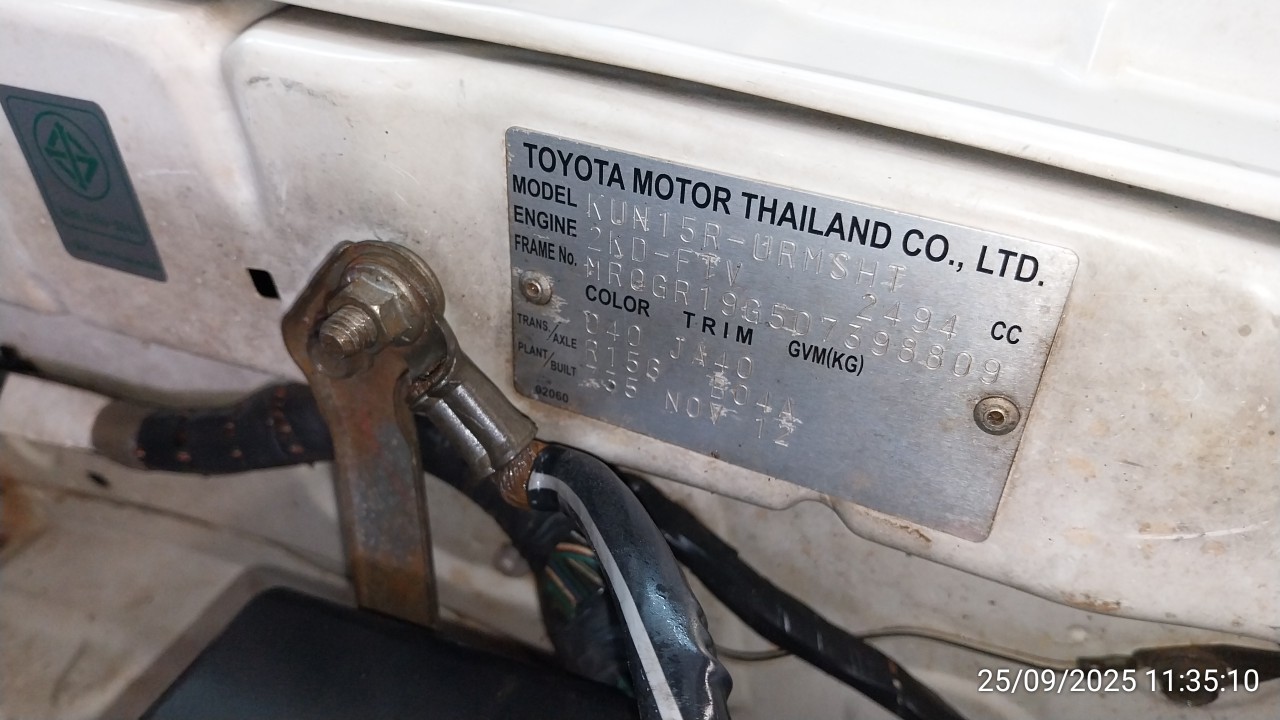 TOYOTA MOTOR THAILAND CO., LTD.
MODEL KUN15R-URMSHT
ENGINE 2KD-FTV 2494 CC
FRAME No. MR0GR19G507598809
COLOR TRIM GVM(KG)
040 JA40
TRANS./AXLE R156
PLANT/BUILT NOV 12
92060
25/09/2025 11:35:10